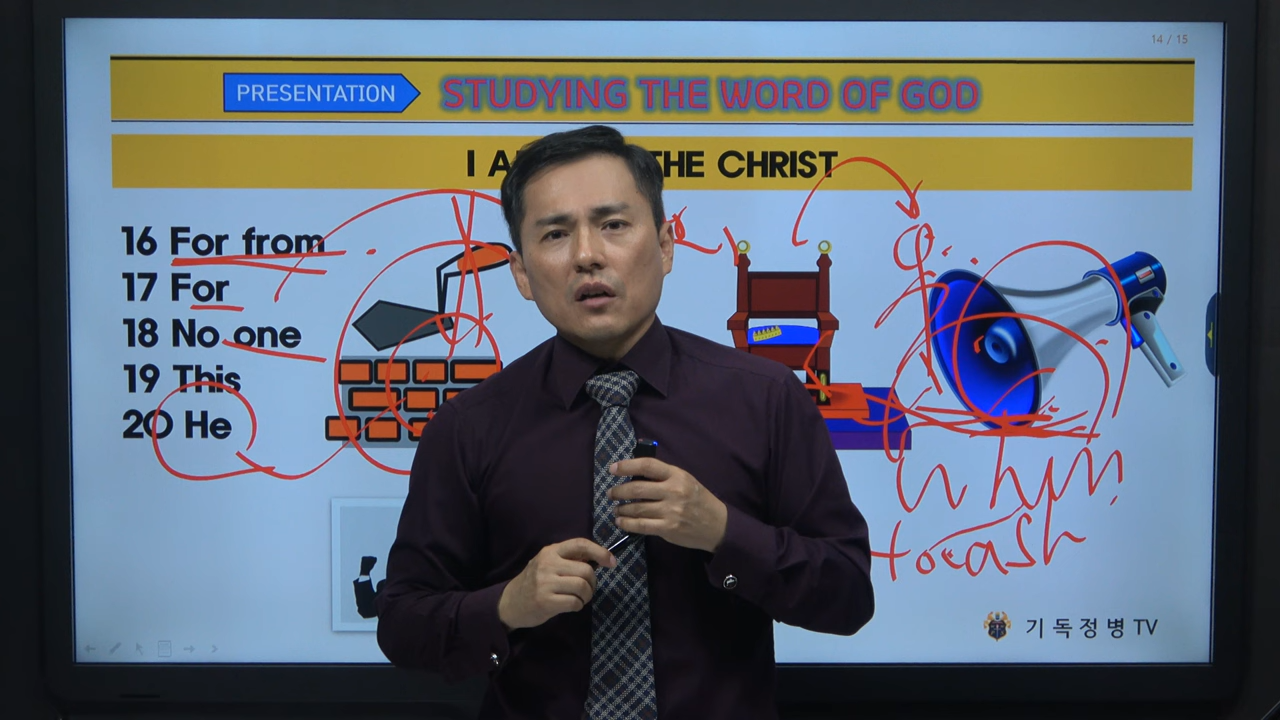 14 / 15
PRESENTATION
STUDYING THE WORD OF GOD
THE CHRIST
16 For from
17 For
18 No one
19 This
20 He
him
기독정병TV